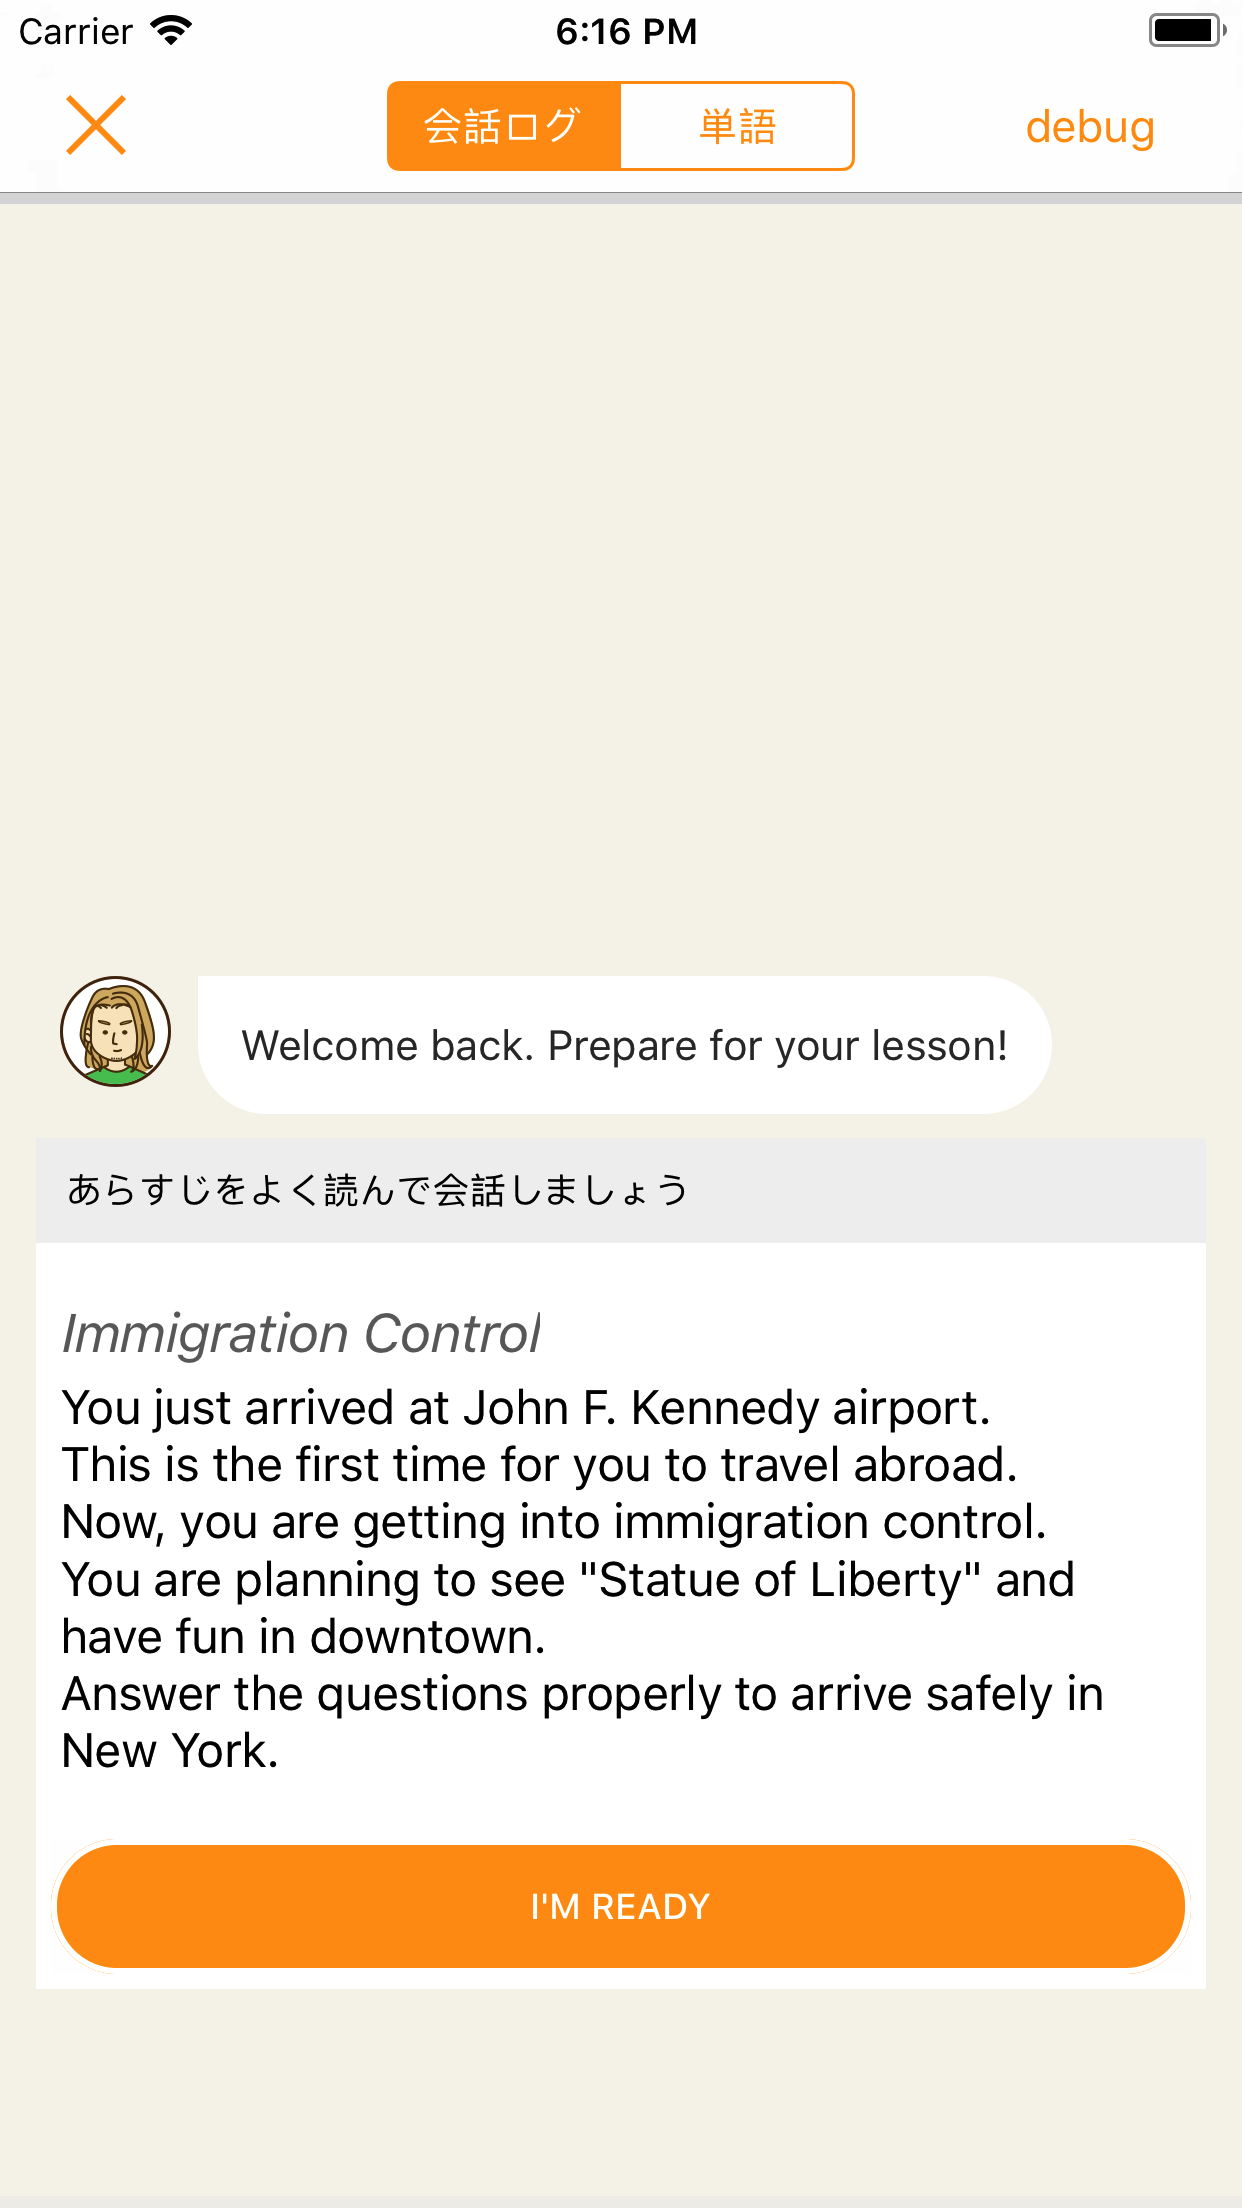 Carrier 6:16 PM
会話ログ 単語 debug
Welcome back. Prepare for your lesson!
あらすじをよく読んで会話しましょう
Immigration Control
You just arrived at John F. Kennedy airport.
This is the first time for you to travel abroad.
Now, you are getting into immigration control.
You are planning to see "Statue of Liberty" and
have fun in downtown.
Answer the questions properly to arrive safely in
New York.
I'M READY